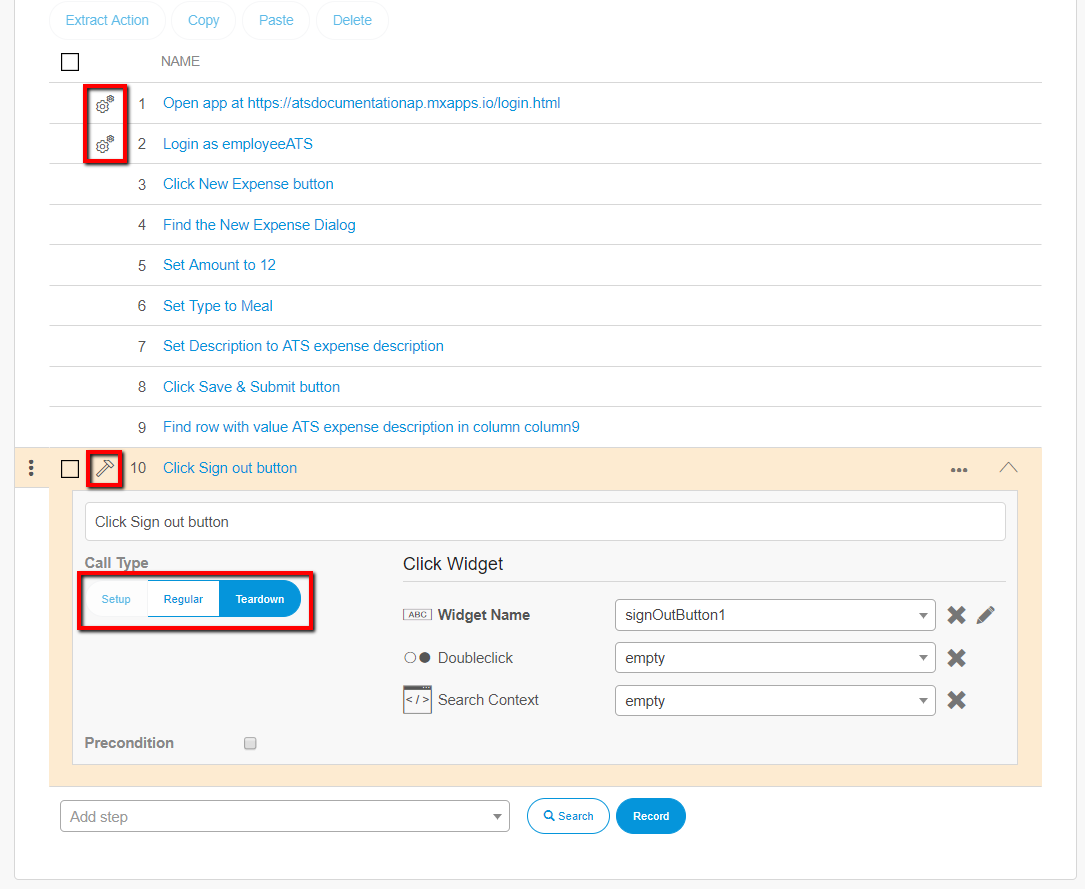 Extract Action Copy Paste Delete
NAME
1 Open app at https://atsdocumentationap.mxapps.io/login.html
2 Login as employeeATS
3 Click New Expense button
4 Find the New Expense Dialog
5 Set Amount to 12
6 Set Type to Meal
7 Set Description to ATS expense description
8 Click Save & Submit button
9 Find row with value ATS expense description in column column9
10 Click Sign out button
Click Sign out button
Call Type
Setup Regular Teardown
Click Widget
ABC Widget Name signOutButton1
Doubleclick empty
</> Search Context empty
Precondition
Add step Search Record